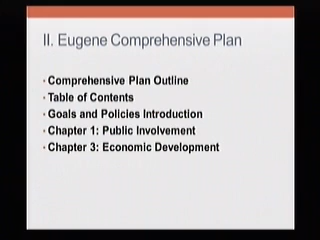 II. Eugene Comprehensive Plan
• Comprehensive Plan Outline
• Table of Contents
• Goals and Policies Introduction
• Chapter 1: Public Involvement
• Chapter 3: Economic Development